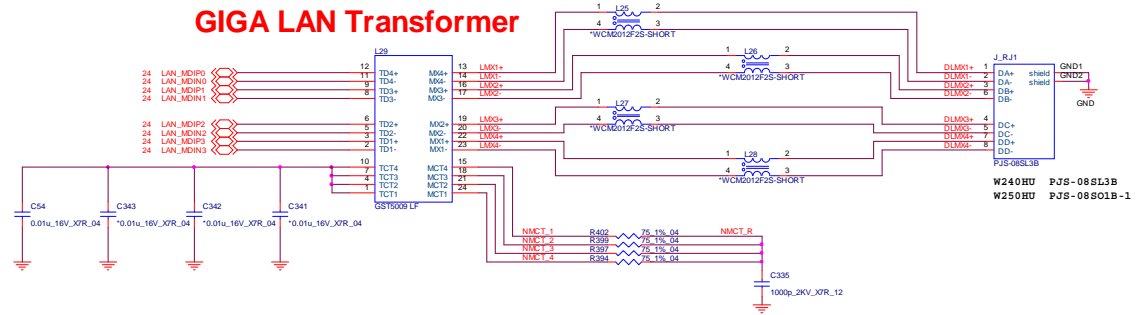 GIGA LAN Transformer
1 L25 2
4 3
*WCM2012F2S-SHORT
1 L26 2
4 3
*WCM2012F2S-SHORT
L29
24 LAN_MDIP0 12 TD4+ MX4+ 13 LMX1+
24 LAN_MDIN0 11 TD4- MX4- 14 LMX1-
24 LAN_MDIP1 9 TD3+ MX3+ 16 LMX2+
24 LAN_MDIN1 8 TD3- MX3- 17 LMX2-
J_RJ1
DLMX1+ 1 DA+ shield GND1
DLMX1- 2 DA- shield GND2
DLMX2+ 3 DB+
DLMX2- 6 DB-
GND
1 L27 2
4 3
*WCM2012F2S-SHORT
24 LAN_MDIP2 6 TD2+ MX2+ 19 LMX3+
24 LAN_MDIN2 5 TD2- MX2- 20 LMX3-
24 LAN_MDIP3 3 TD1+ MX1+ 22 LMX4+
24 LAN_MDIN3 2 TD1- MX1- 23 LMX4-
DLMX3+ 4 DC+
DLMX3- 5 DC-
DLMX4+ 7 DD+
DLMX4- 8 DD-
PJS-08SL3B
1 L28 2
4 3
*WCM2012F2S-SHORT
10 TCT4 MCT4 15
7 TCT3 MCT3 18
4 TCT2 MCT2 21
1 TCT1 MCT1 24
GST5009 LF
W240HU PJS-08SL3B
W250HU PJS-08SO1B-1
C54
0.01u_16V_X7R_04
C343
*0.01u_16V_X7R_04
C342
*0.01u_16V_X7R_04
C341
*0.01u_16V_X7R_04
NMCT_1 R402 75_1%_04 NMCT_R
NMCT_2 R399 75_1%_04
NMCT_3 R397 75_1%_04
NMCT_4 R394 75_1%_04
C335
1000p_2KV_X7R_12